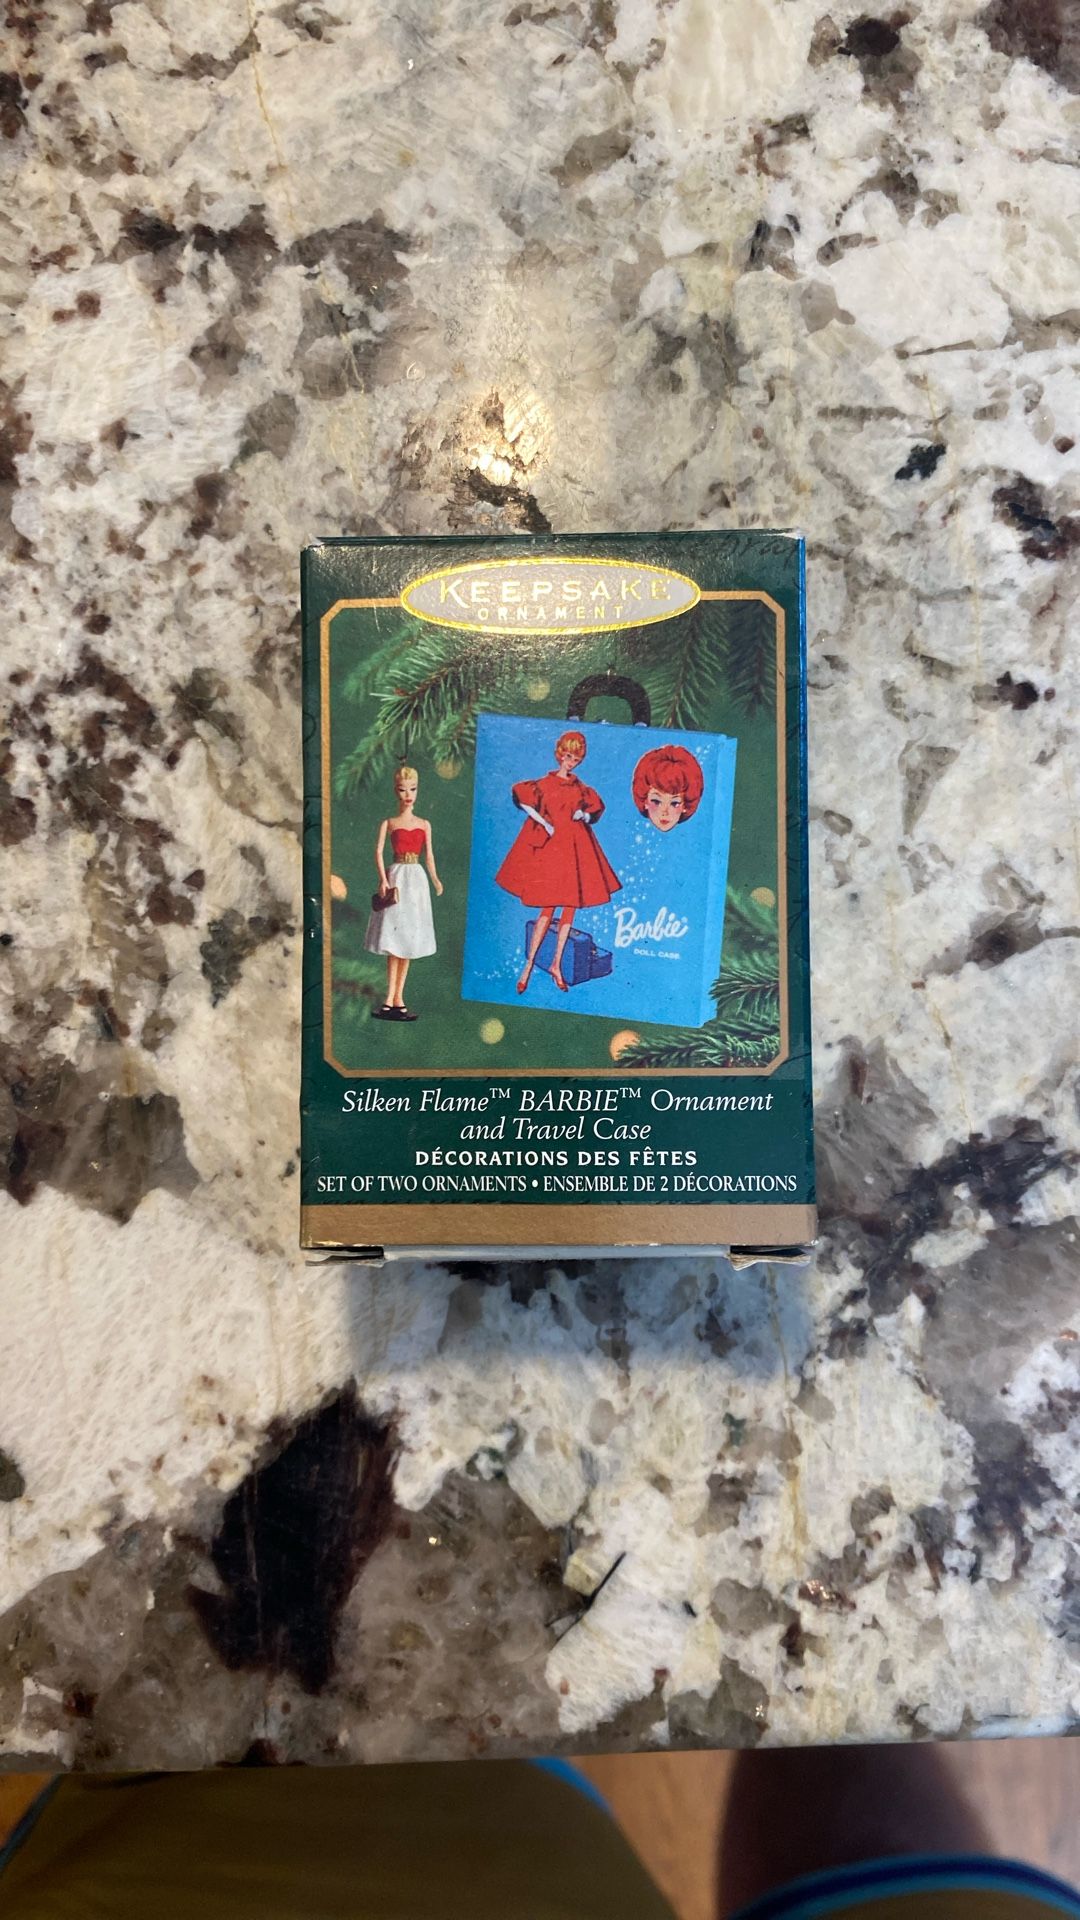 KEEPSAKE
ORNAMENT
Barbie®
DOLL CASE
Silken Flame™ BARBIE™ Ornament
and Travel Case
DÉCORATIONS DES FÊTES
SET OF TWO ORNAMENTS • ENSEMBLE DE 2 DÉCORATIONS